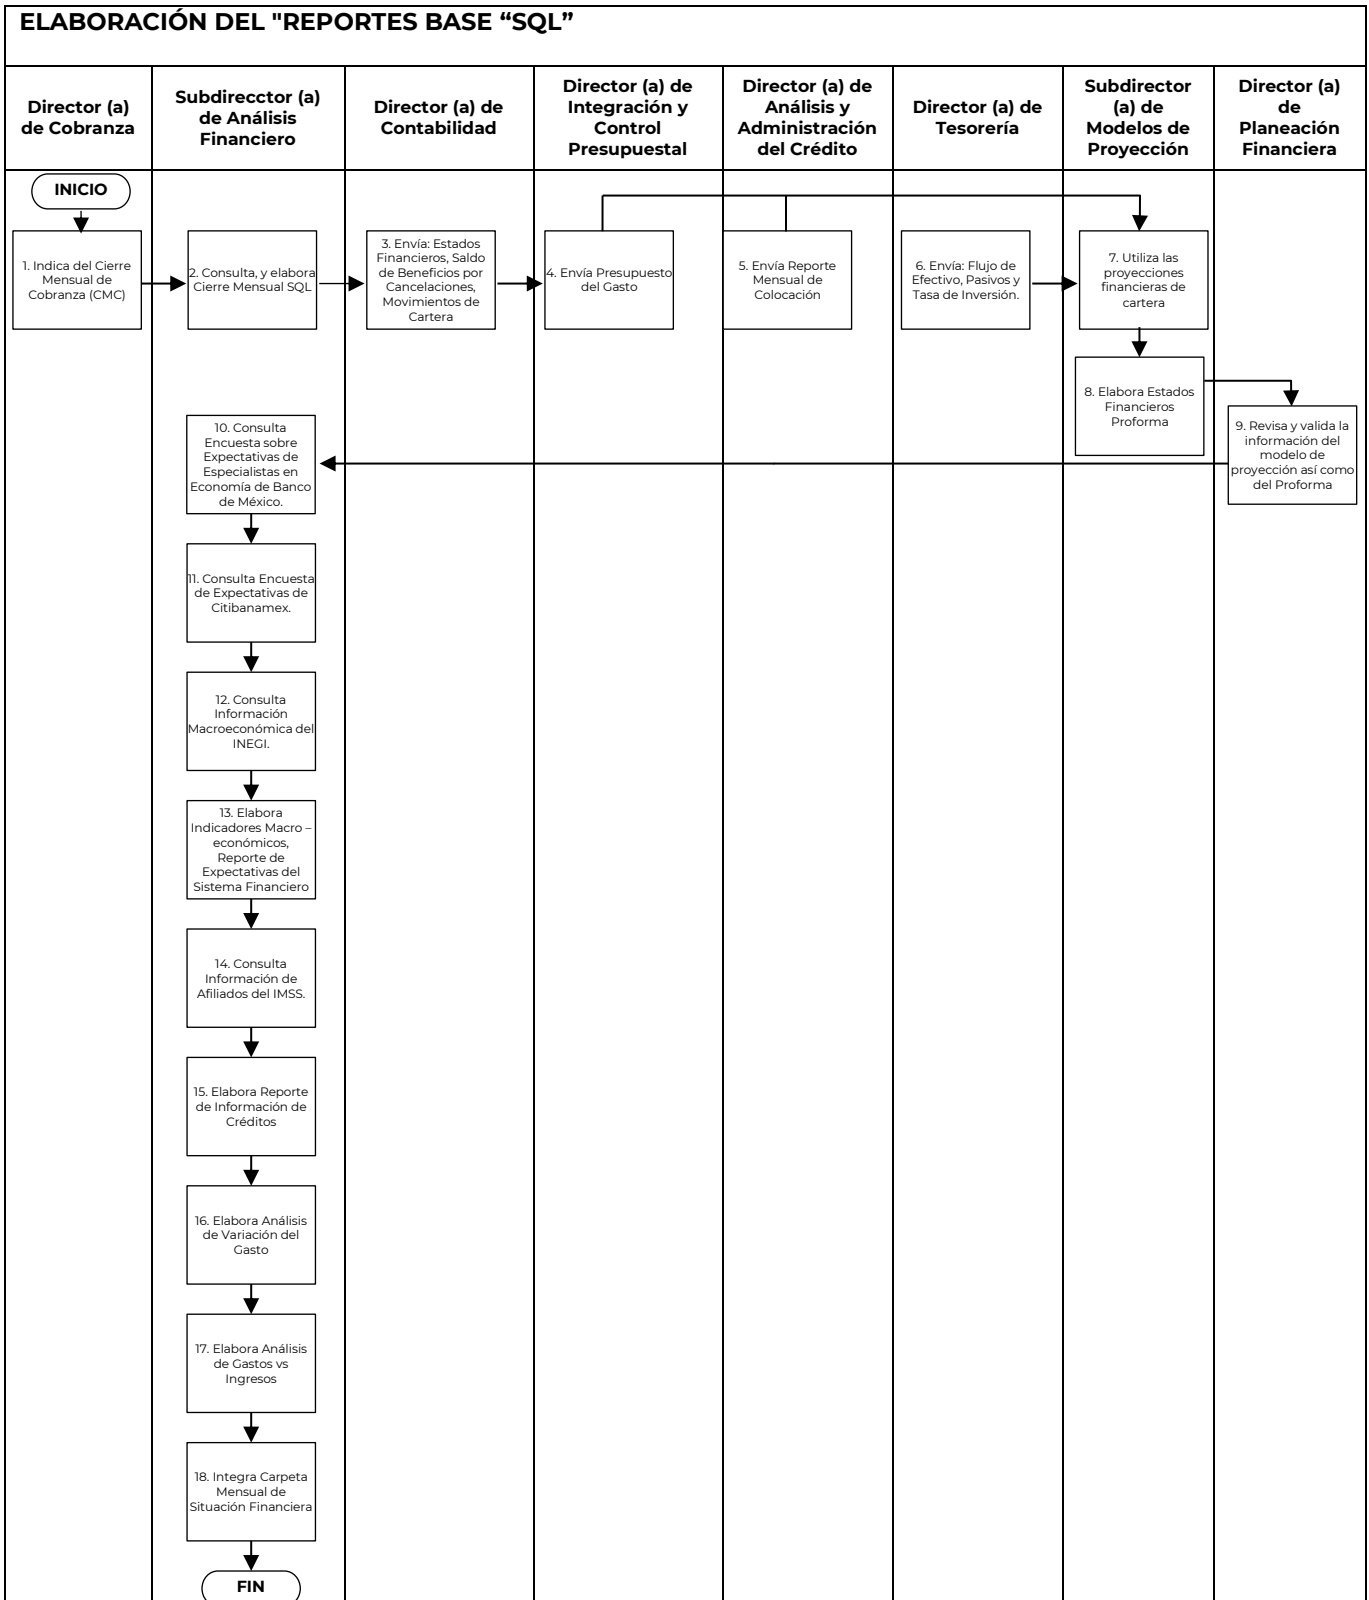 ELABORACIÓN DEL "REPORTES BASE “SQL”
Director (a)
de Cobranza
Subdirecctor (a)
de Análisis
Financiero
Director (a) de
Contabilidad
Director (a) de
Integración y
Control
Presupuestal
Director (a) de
Análisis y
Administración
del Crédito
Director (a) de
Tesorería
Subdirector
(a) de
Modelos de
Proyección
Director (a)
de
Planeación
Financiera
INICIO
1. Indica del Cierre
Mensual de
Cobranza (CMC)
2. Consulta, y elabora
Cierre Mensual SQL
3. Envía: Estados
Financieros, Saldo
de Beneficios por
Cancelaciones,
Movimientos de
Cartera
4. Envía Presupuesto
del Gasto
5. Envía Reporte
Mensual de
Colocación
6. Envía: Flujo de
Efectivo, Pasivos y
Tasa de Inversión.
7. Utiliza las
proyecciones
financieras de
cartera
8. Elabora Estados
Financieros
Proforma
9. Revisa y valida la
información del
modelo de
proyección así como
del Proforma
10. Consulta
Encuesta sobre
Expectativas de
Especialistas en
Economía de Banco
de México.
11. Consulta Encuesta
de Expectativas de
Citibanamex.
12. Consulta
Información
Macroeconómica del
INEGI.
13. Elabora
Indicadores Macro –
económicos,
Reporte de
Expectativas del
Sistema Financiero
14. Consulta
Información de
Afiliados del IMSS.
15. Elabora Reporte
de Información de
Créditos
16. Elabora Análisis
de Variación del
Gasto
17. Elabora Análisis
de Gastos vs
Ingresos
18. Integra Carpeta
Mensual de
Situación Financiera
FIN